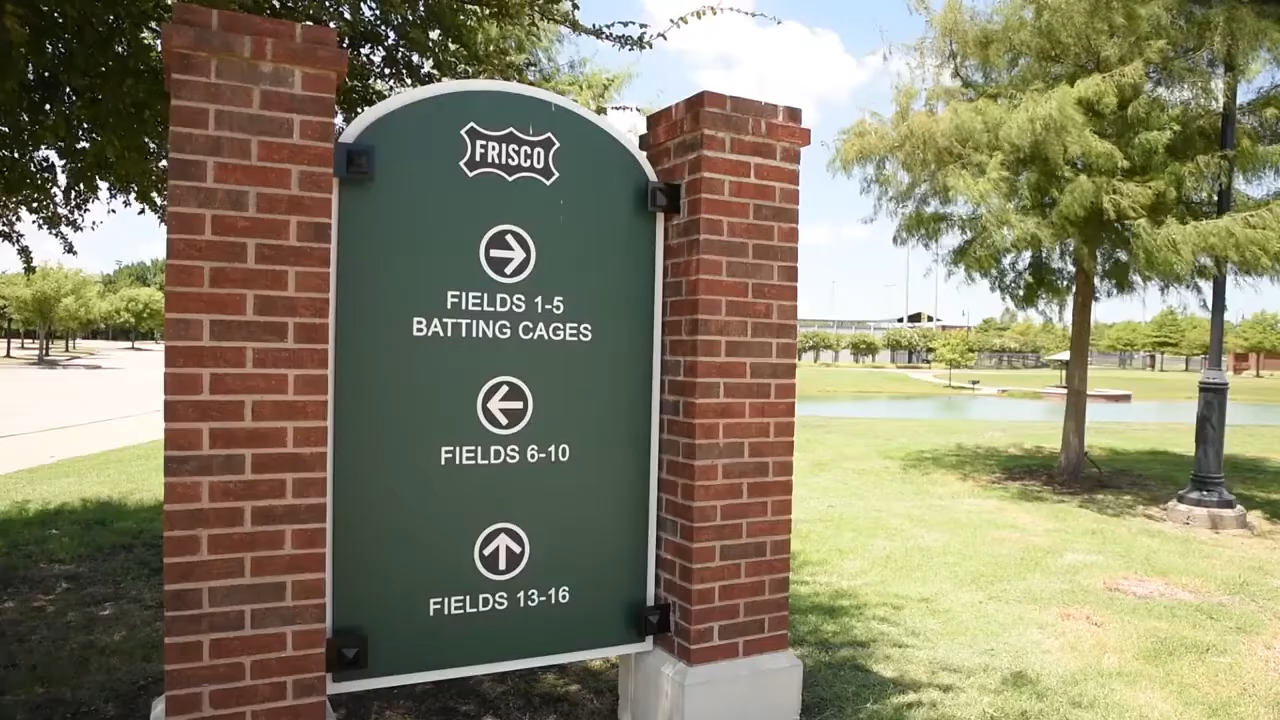 FRISCO
FIELDS 1-5
BATTING CAGES
FIELDS 6-10
FIELDS 13-16